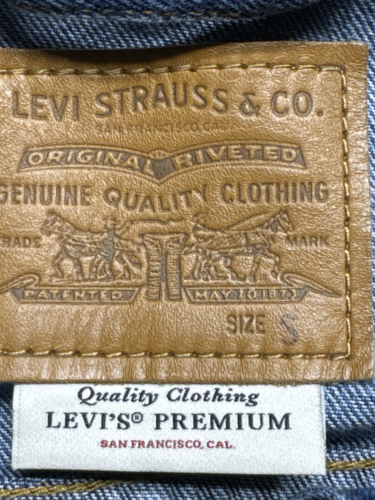 LEVI STRAUSS & CO.
SAN FRANCISCO, CAL.
ORIGINAL RIVETED
GENUINE QUALITY CLOTHING
TRADE MARK
PATENTED MAY 20 1873
SIZE S
Quality Clothing
LEVI'S® PREMIUM
SAN FRANCISCO, CAL.